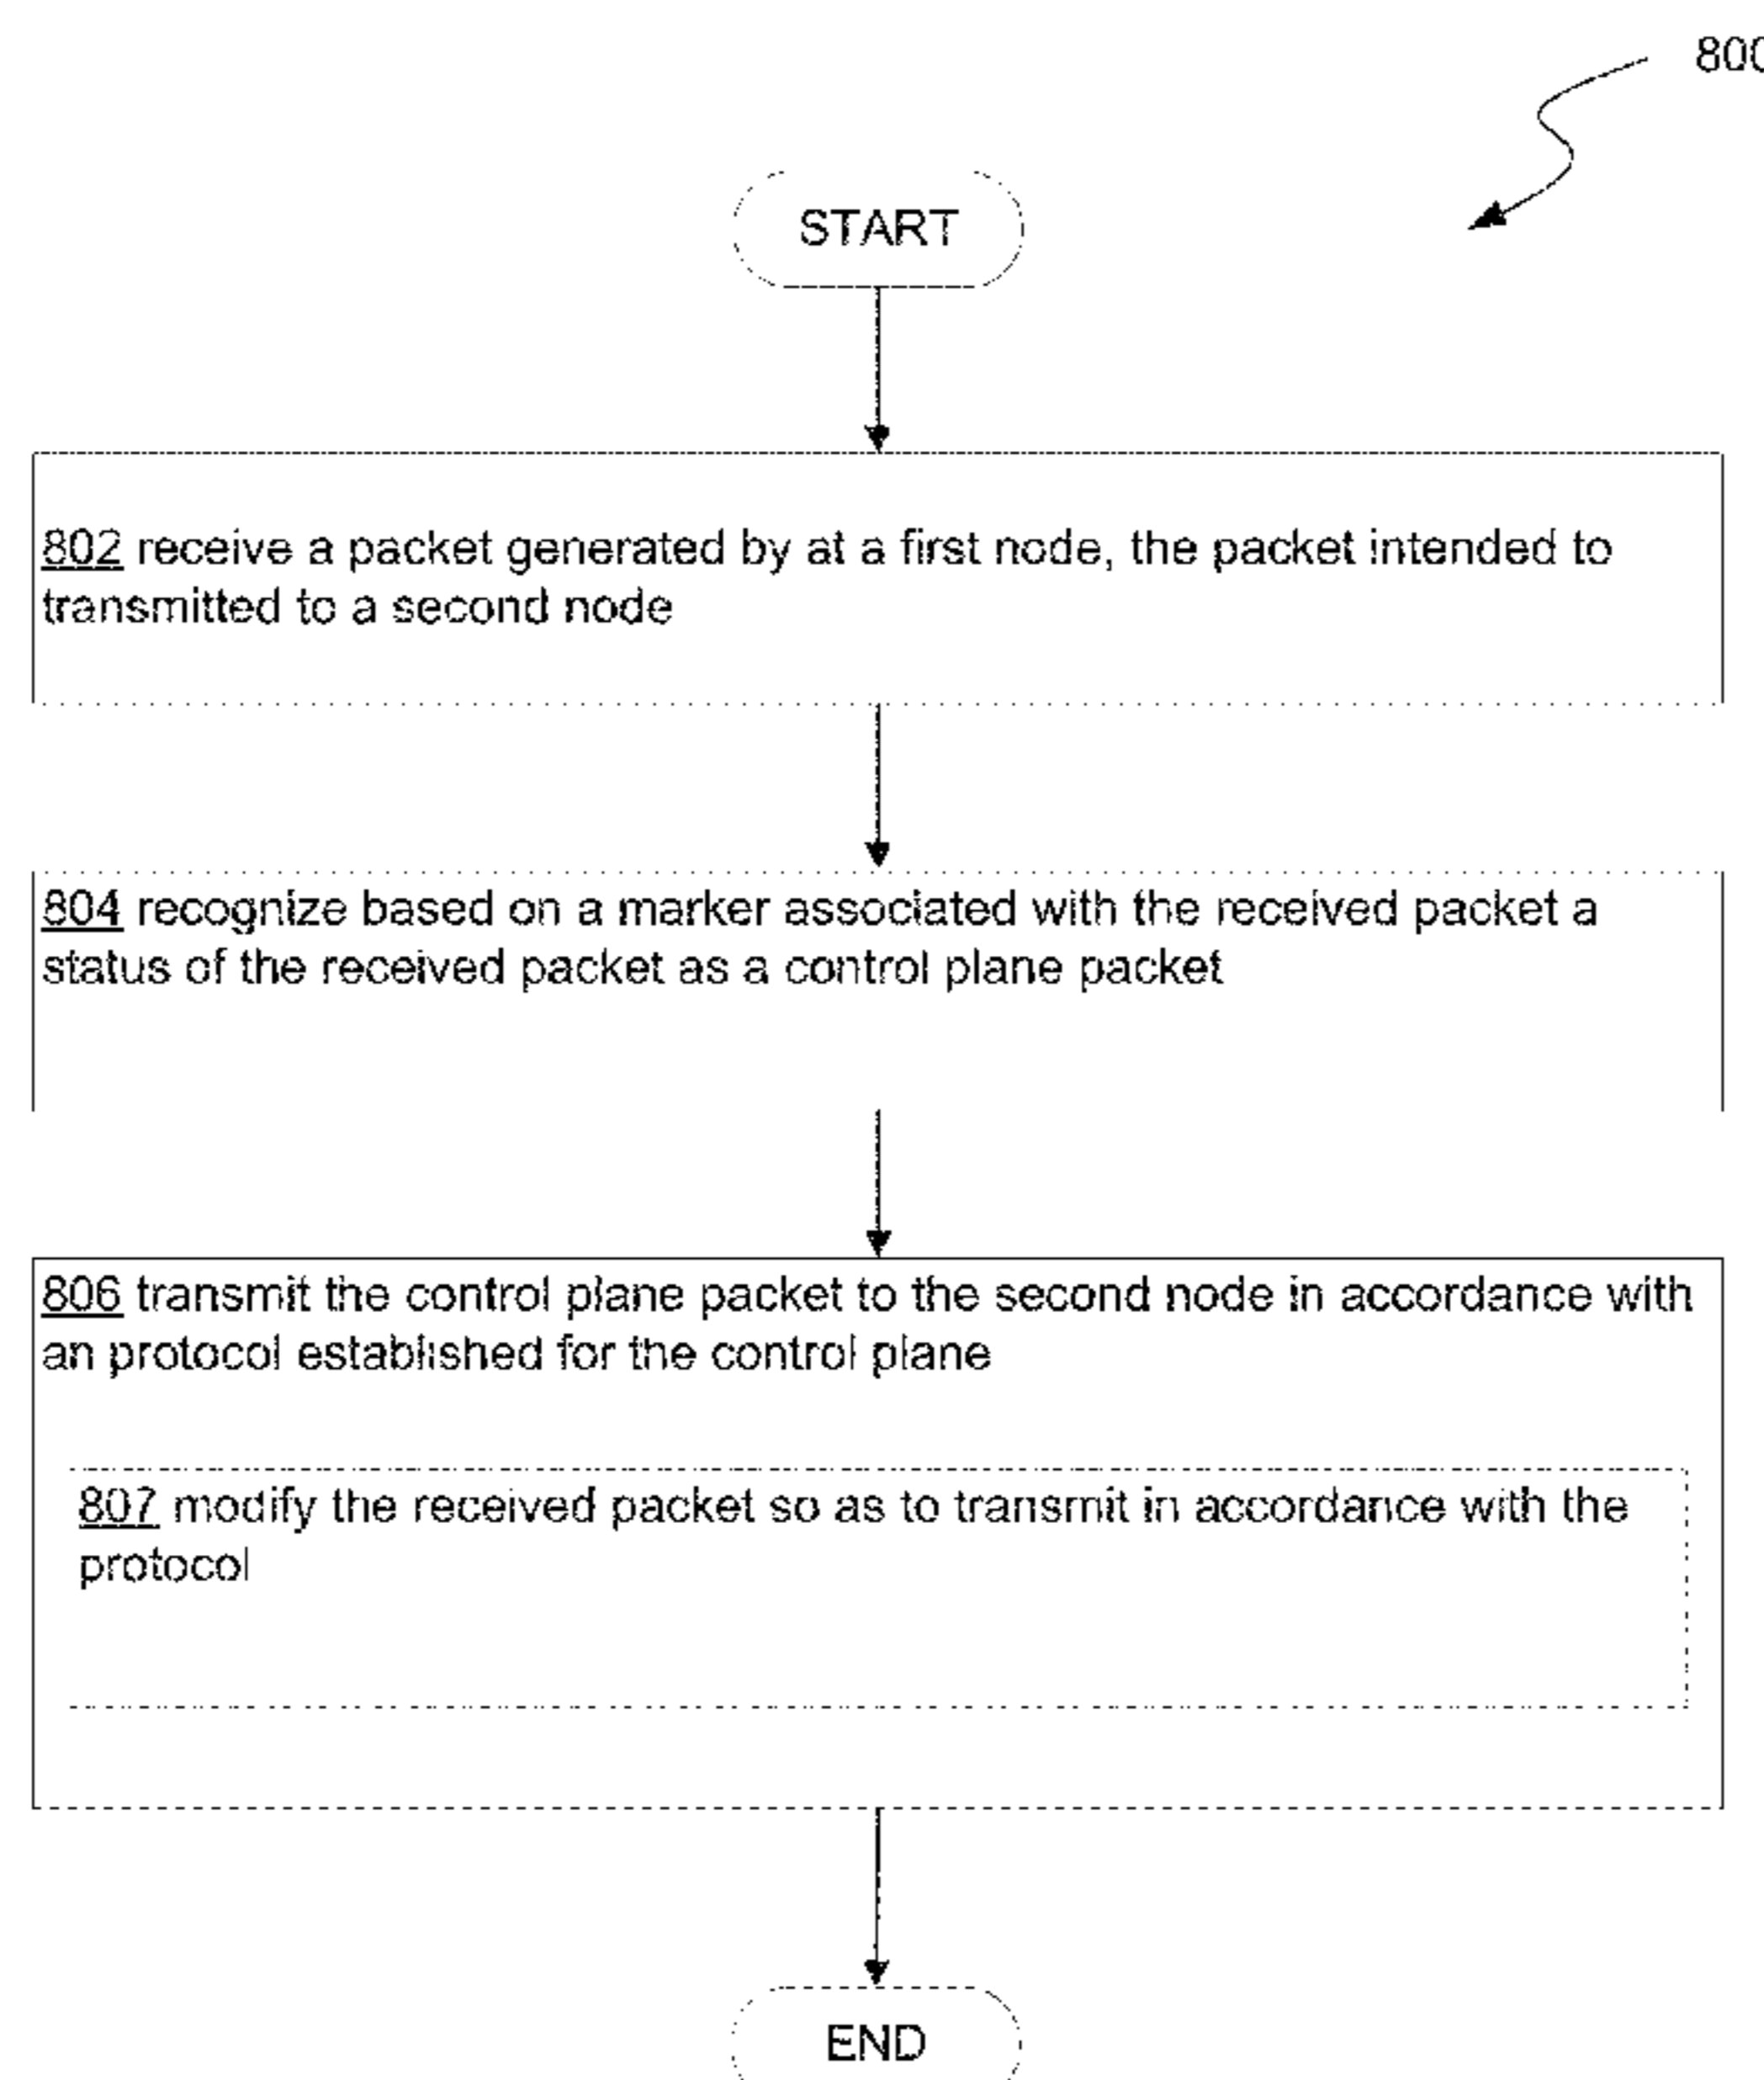 800
START
802 receive a packet generated by at a first node, the packet intended to
transmitted to a second node
804 recognize based on a marker associated with the received packet a
status of the received packet as a control plane packet
806 transmit the control plane packet to the second node in accordance with
an protocol established for the control plane
807 modify the received packet so as to transmit in accordance with the
protocol
END